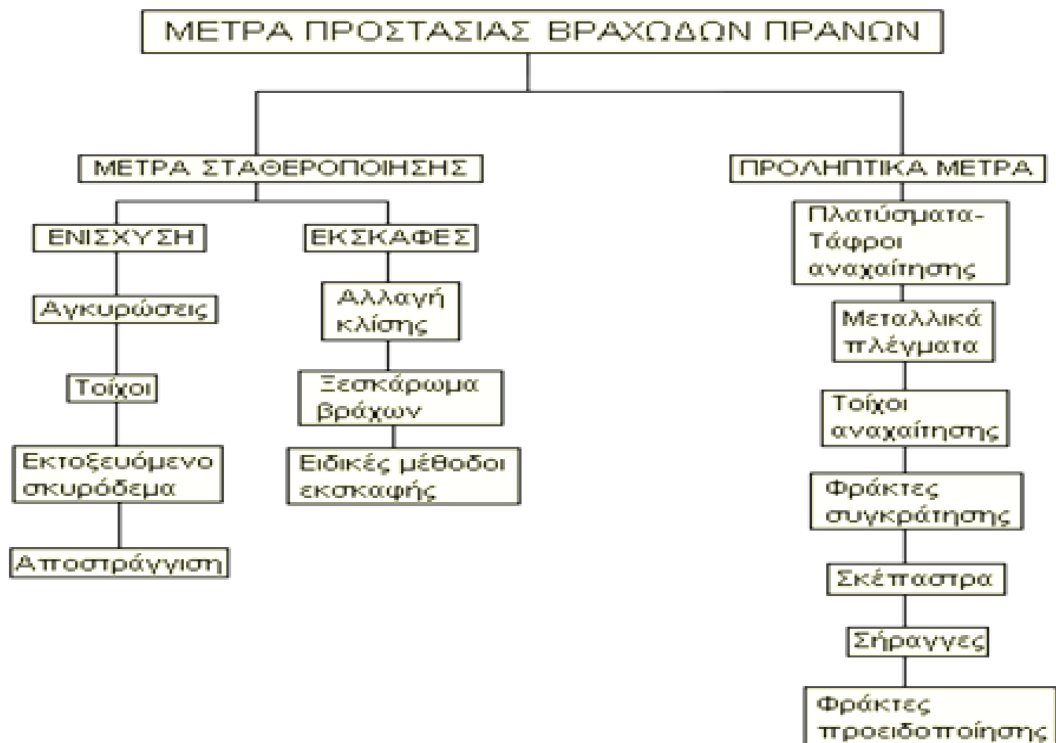 ΜΕΤΡΑ ΠΡΟΣΤΑΣΙΑΣ ΒΡΑΧΩΔΩΝ ΠΡΑΝΩΝ
ΜΕΤΡΑ ΣΤΑΘΕΡΟΠΟΙΗΣΗΣ
ΕΝΙΣΧΥΣΗ
Αγκυρώσεις
Τοίχοι
Εκτοξευόμενο
σκυρόδεμα
Αποστράγγιση
ΕΚΣΚΑΦΕΣ
Αλλαγή
κλίσης
Ξεσκάρωμα
βράχων
Ειδικές μέθοδοι
εκσκαφής
ΠΡΟΛΗΠΤΙΚΑ ΜΕΤΡΑ
Πλατύσματα-
Τάφροι
αναχαίτησης
Μεταλλικά
πλέγματα
Τοίχοι
αναχαίτησης
Φράκτες
συγκράτησης
Σκέπαστρα
Σήραγγες
Φράκτες
προειδοποίησης